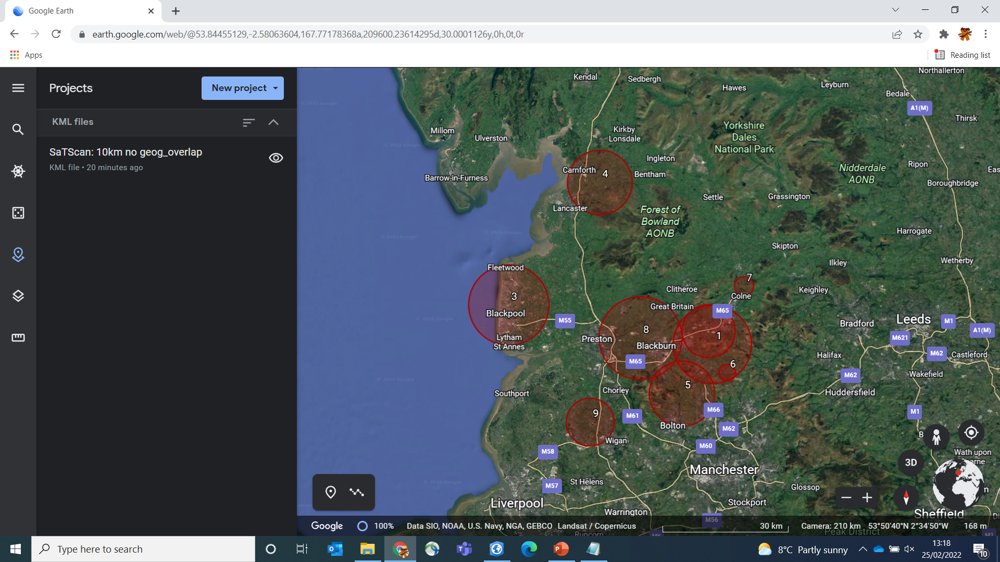 Google Earth
earth.google.com/web/@53.84455129,-2.58063604,167.77178368a,209600.23614295d,30.0001126y,0h,0t,0r
Apps
Reading list
Projects
New project
KML files
SaTScan: 10km no geog_overlap
KML file • 20 minutes ago
Northallerton
Kendal
Sedbergh
Hawes
Leyburn
Bedale
A1(M)
Thirsk
Millom
Ulverston
Kirkby
Lonsdale
Yorkshire
Dales
National Park
Ingleton
Carnforth
4
Bentham
Barrow-in-Furness
Nidderdale
AONB
Ripon
Eas
Boroughbridge
Settle
Grassington
Lancaster
Forest of
Bowland
AONB
Harrogate
Skipton
Ilkley
Wetherby
Fleetwood
7
Clitheroe
Keighley
Colne
3
Great Britain
M65
Blackpool
M55
Bradford
Leeds
M1
A1(M)
8
1
Preston
Blackburn
M621
Lytham
St Annes
M65
Halifax
M62
Castleford
6
M62
Wakefield
5
Chorley
Southport
Huddersfield
9
M61
M66
M1
Bolton
M62
B
Wigan
M60
M58
Wath upon
earne
3D
Manchester
St Helens
M57
Glossop
n
Liverpool
Stockport
Warrington
Sheffield
Di
M56
Google
100%
Data SIO, NOAA, U.S. Navy, NGA, GEBCO Landsat / Copernicus
30 km
Camera: 210 km
53°50'40"N 2°34'50"W
168 m
Runcorn
M6
Peak District
M1
© 2022 Google
Type here to search
8°C Partly sunny
13:18
25/02/2022
10